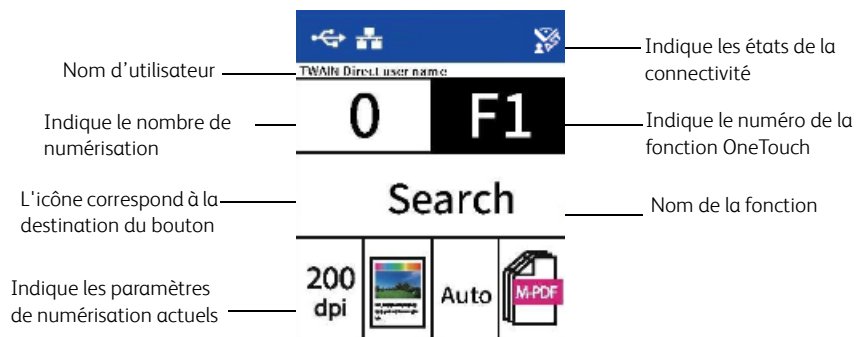 Indique les états de la
connectivité
Nom d’utilisateur
TWAIN Direct user name
0
F1
Indique le nombre de
numérisation
Indique le numéro de la
fonction OneTouch
L'icône correspond à la
destination du bouton
Search
Nom de la fonction
200
dpi
Auto
M-PDF
Indique les paramètres
de numérisation actuels